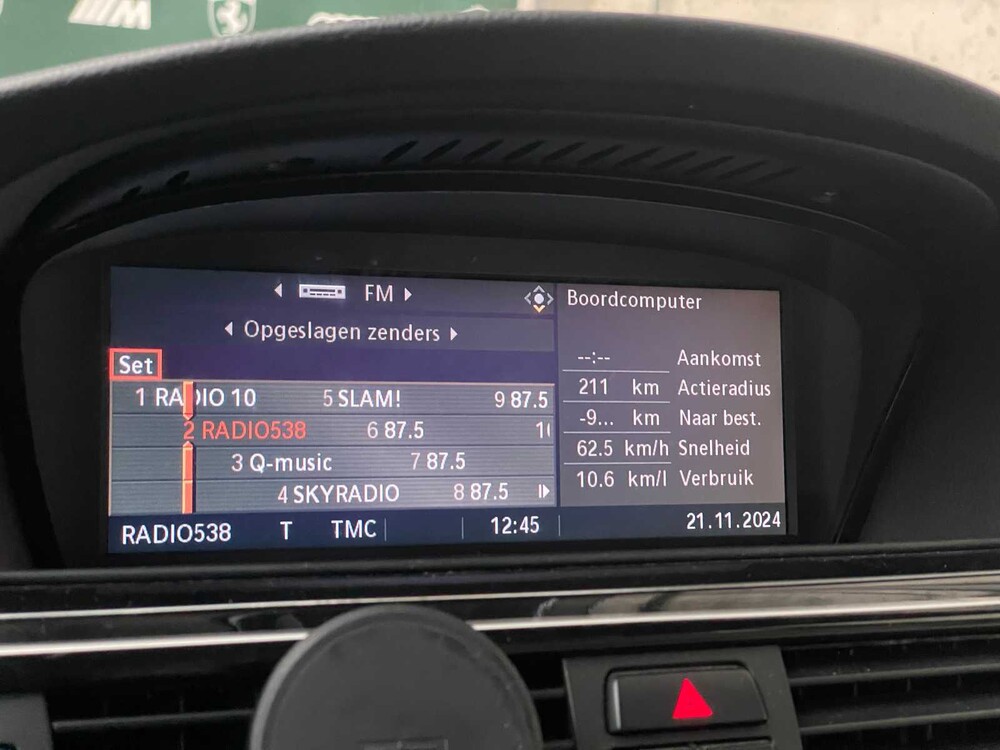 FM
Opgeslagen zenders
Set
1 RADIO 10 5 SLAM! 9 87.5
2 RADIO538 6 87.5
3 Q-music 7 87.5
4 SKYRADIO 8 87.5
RADIO538 T TMC 12:45
Boordcomputer
--:-- Aankomst
211 km Actieradius
-9... km Naar best.
62.5 km/h Snelheid
10.6 km/l Verbruik
21.11.2024